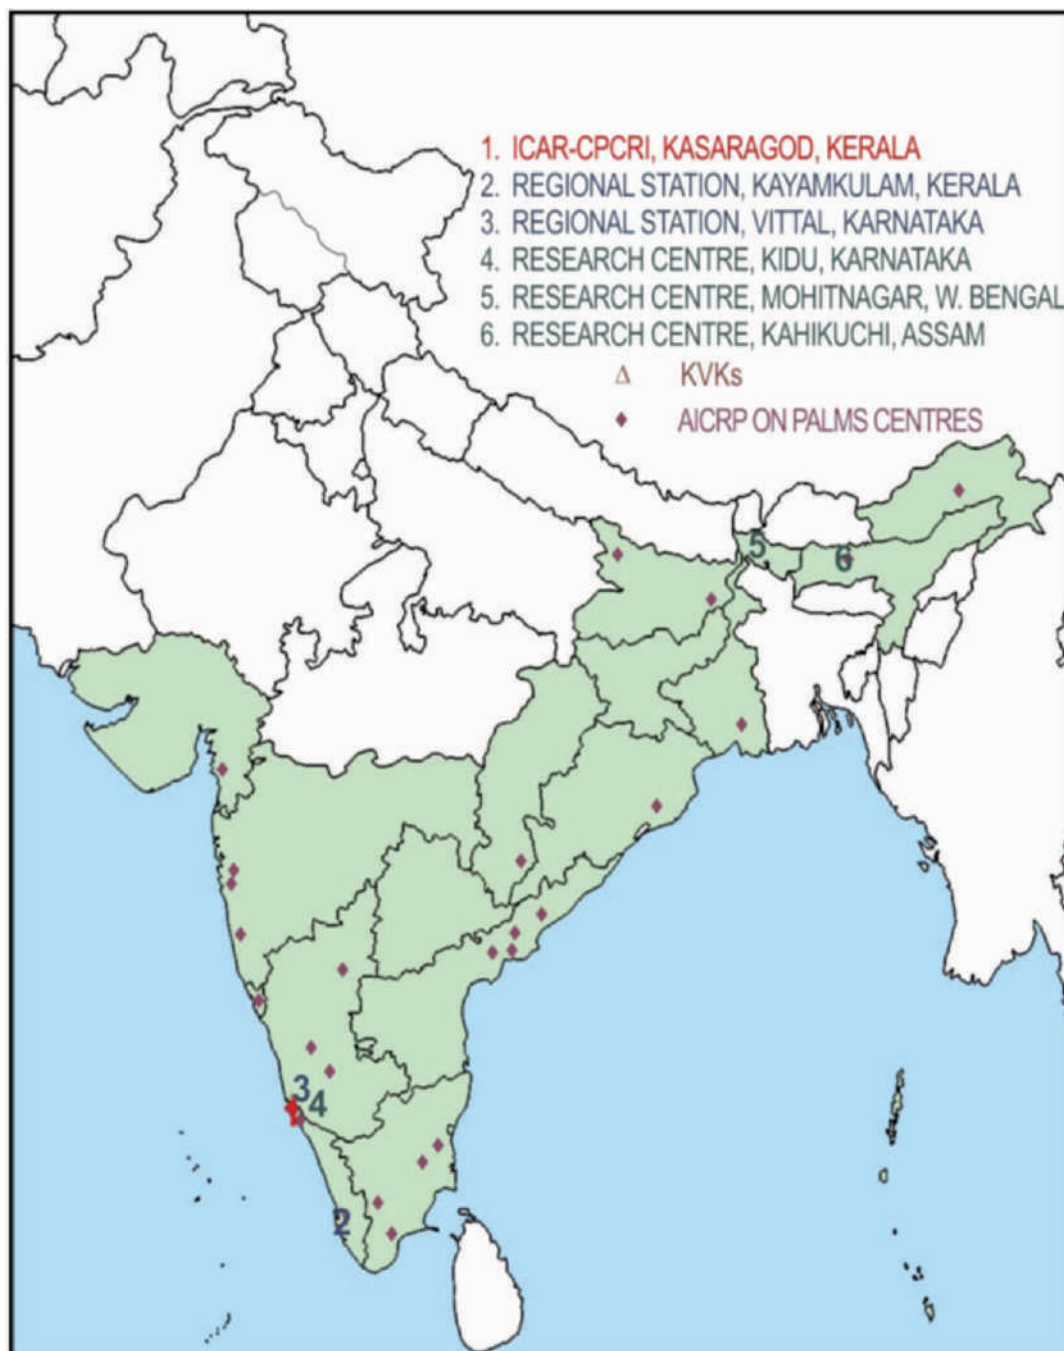 1. ICAR-CPCRI, KASARAGOD, KERALA
2. REGIONAL STATION, KAYAMKULAM, KERALA
3. REGIONAL STATION, VITTAL, KARNATAKA
4. RESEARCH CENTRE, KIDU, KARNATAKA
5. RESEARCH CENTRE, MOHITNAGAR, W. BENGAL
6. RESEARCH CENTRE, KAHIKUCHI, ASSAM
KVKs
AICRP ON PALMS CENTRES
5
6
3
4
1
2